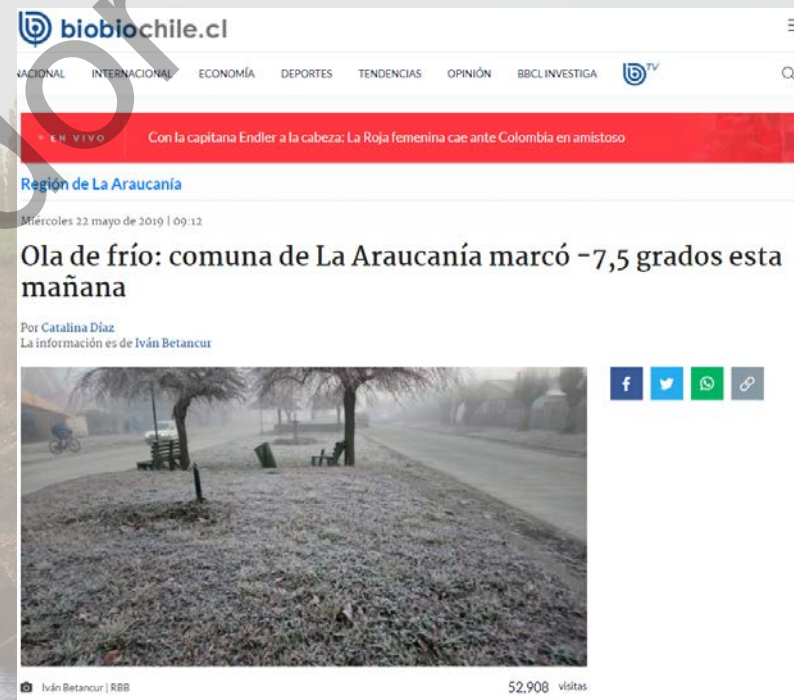 biobiochile.cl
NACIONAL INTERNACIONAL ECONOMÍA DEPORTES TENDENCIAS OPINIÓN BBCL INVESTIGA TV
EN VIVO Con la capitana Endler a la cabeza: La Roja femenina cae ante Colombia en amistoso
Región de La Araucanía
Miércoles 22 mayo de 2019 | 09:12
Ola de frío: comuna de La Araucanía marcó -7,5 grados esta
mañana
Por Catalina Díaz
La información es de Iván Betancur
Iván Betancur | RBB 52,908 visitas